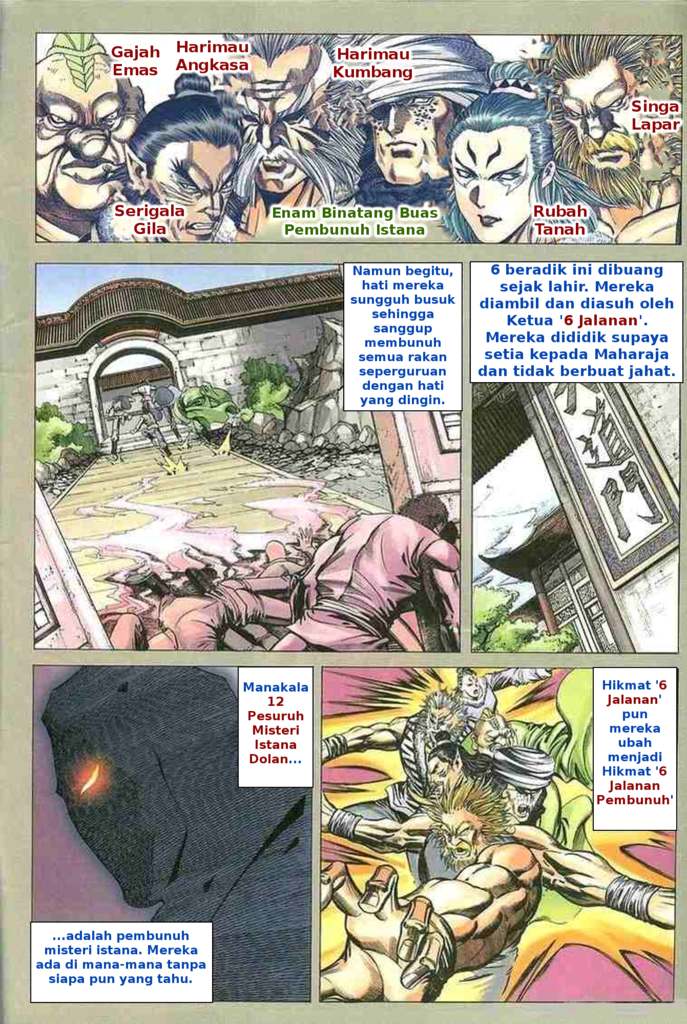 Gajah
Emas
Harimau
Angkasa
Harimau
Kumbang
Singa
Lapar
Serigala
Gila
Enam Binatang Buas
Pembunuh Istana
Rubah
Tanah
Namun begitu,
hati mereka
sungguh busuk
sehingga
sanggup
membunuh
semua rakan
seperguruan
dengan hati
yang dingin.
6 beradik ini dibuang
sejak lahir. Mereka
diambil dan diasuh oleh
Ketua '6 Jalanan'.
Mereka dididik supaya
setia kepada Maharaja
dan tidak berbuat jahat.
道門
Manakala
12
Pesuruh
Misteri
Istana
Dolan...
...adalah pembunuh
misteri istana. Mereka
ada di mana-mana tanpa
siapa pun yang tahu.
Hikmat '6
Jalanan'
pun
mereka
ubah
menjadi
Hikmat '6
Jalanan
Pembunuh'